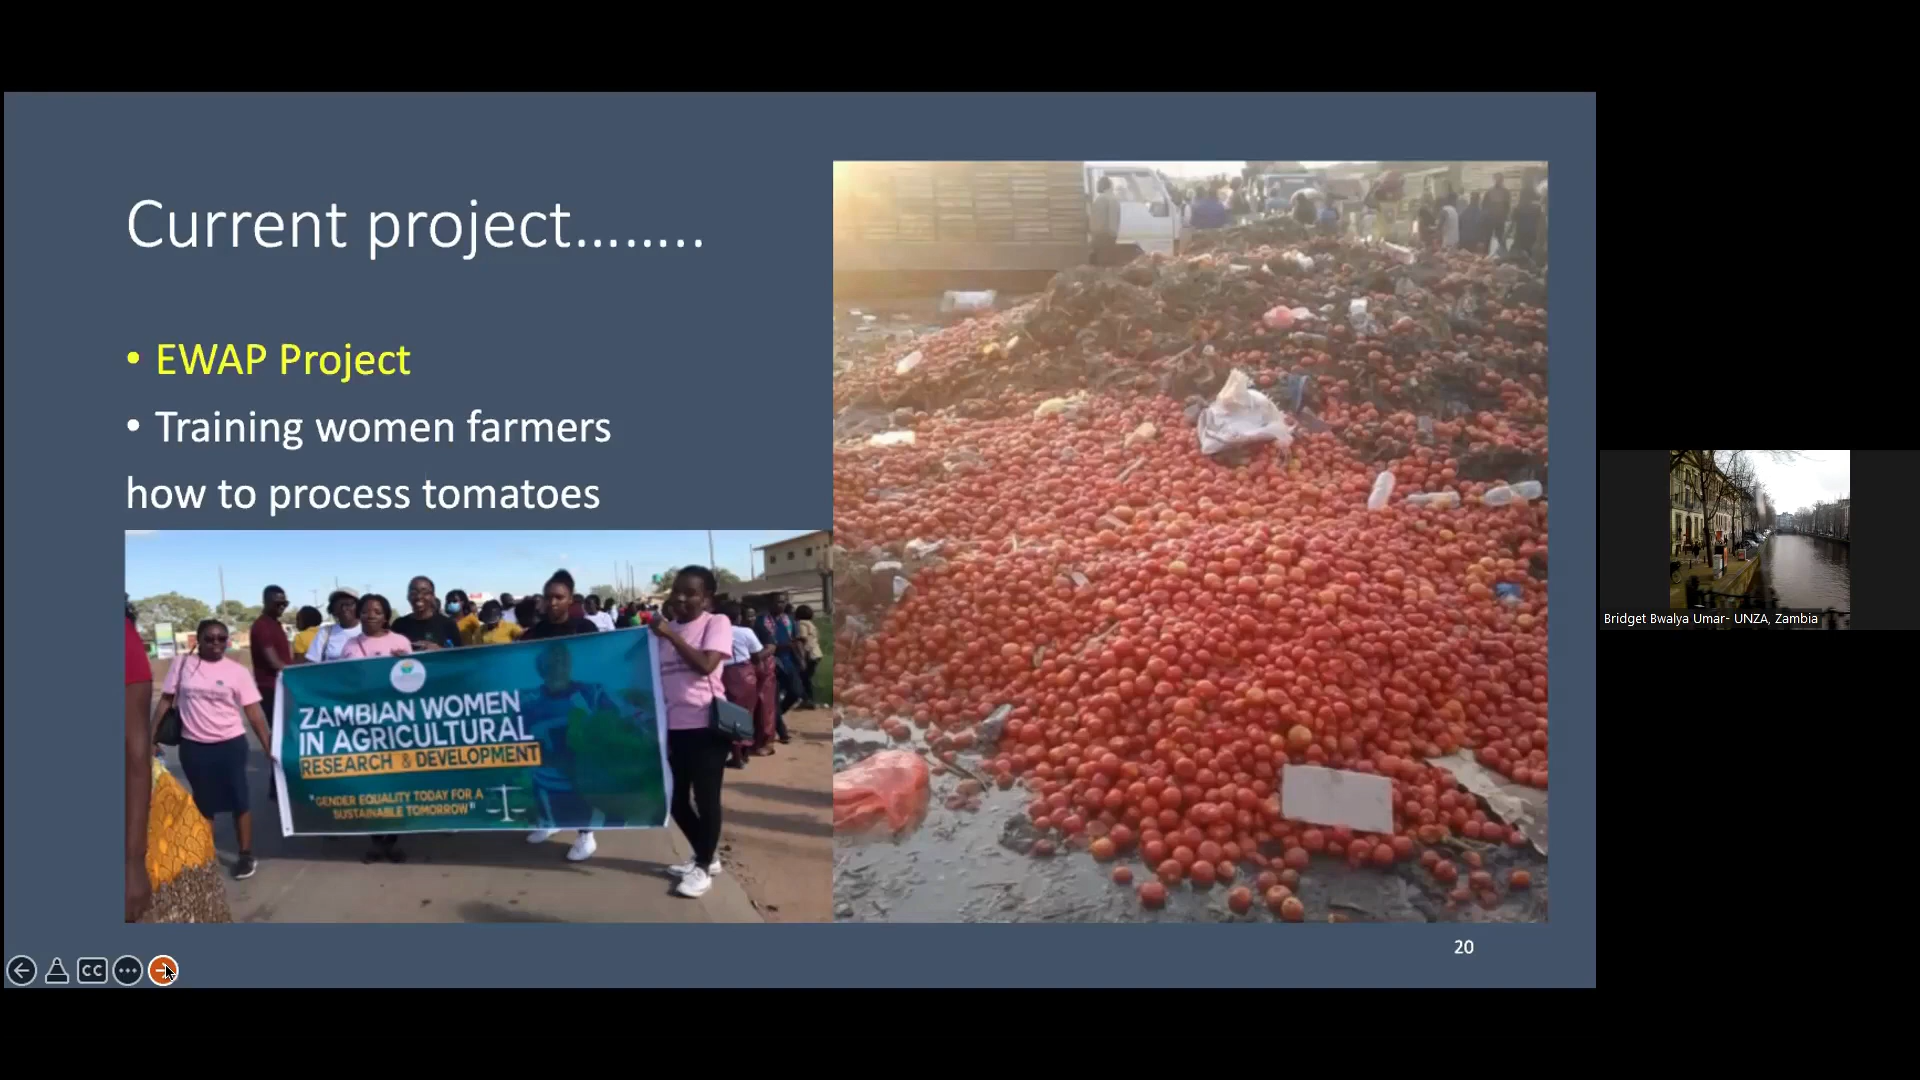 Current project........
• EWAP Project
• Training women farmers
how to process tomatoes
ZAMBIAN WOMEN
IN AGRICULTURAL
RESEARCH & DEVELOPMENT
"GENDER EQUALITY TODAY FOR A
SUSTAINABLE TOMORROW"
20
CC
Bridget Bwalya Umar- UNZA, Zambia